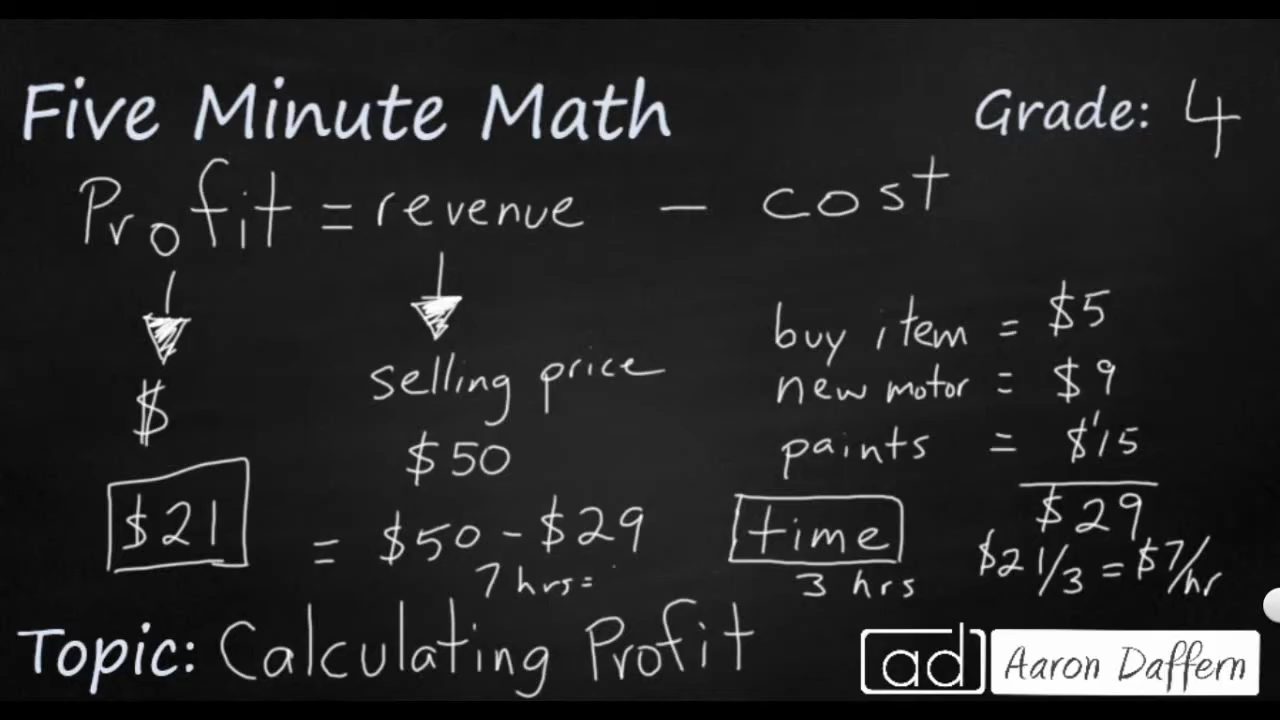 Five Minute Math Grade: 4
Profit = revenue - cost
buy item = $5
new motor = $9
paints = $15
$29
$
selling price
$50
$21 = $50 - $29
time
3 hrs
$21/3 = $7/hr
7 hrs =
Topic: Calculating Profit
ad Aaron Daffern